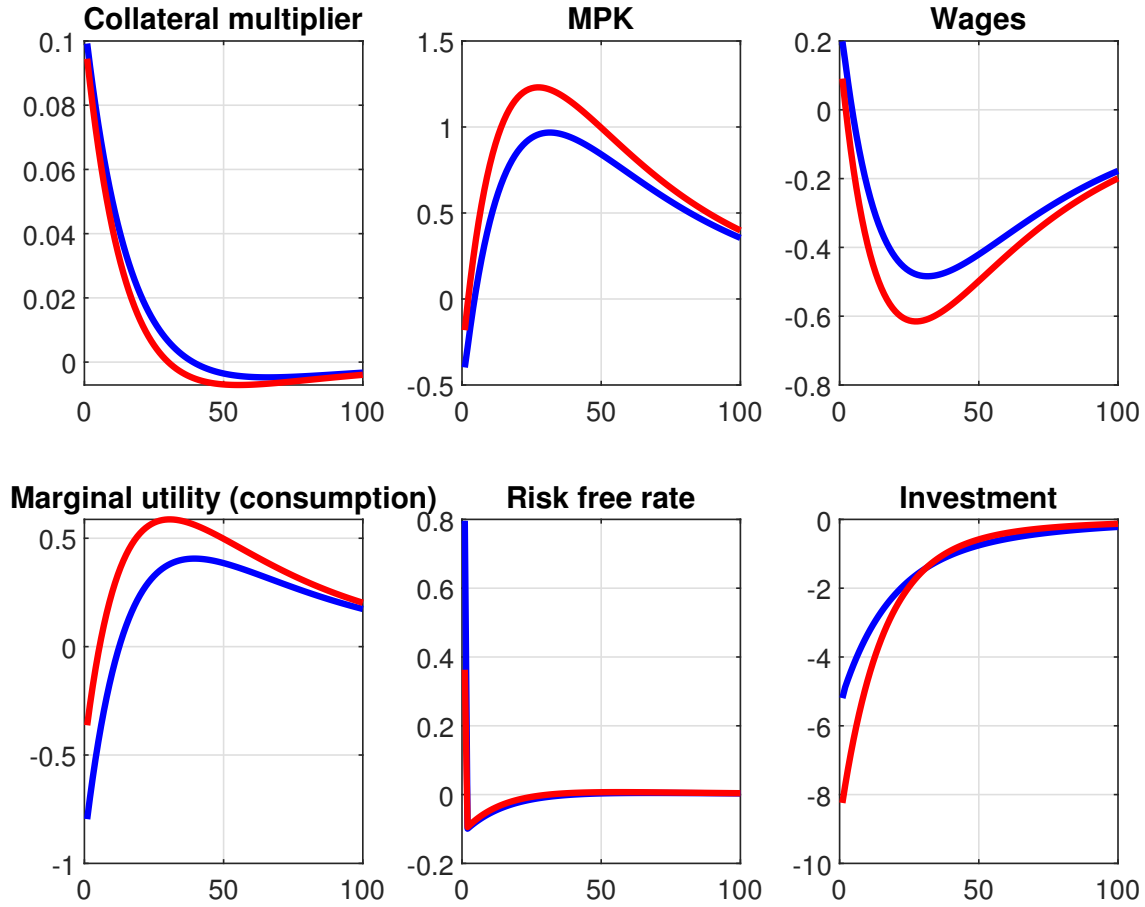 Collateral multiplier
0.1
0.08
0.06
0.04
0.02
0
0 50 100
MPK
1.5
1
0.5
0
-0.5
0 50 100
Wages
0.2
0
-0.2
-0.4
-0.6
-0.8
0 50 100
Marginal utility (consumption)
0.5
0
-0.5
-1
0 50 100
Risk free rate
0.8
0.6
0.4
0.2
0
-0.2
0 50 100
Investment
0
-2
-4
-6
-8
-10
0 50 100